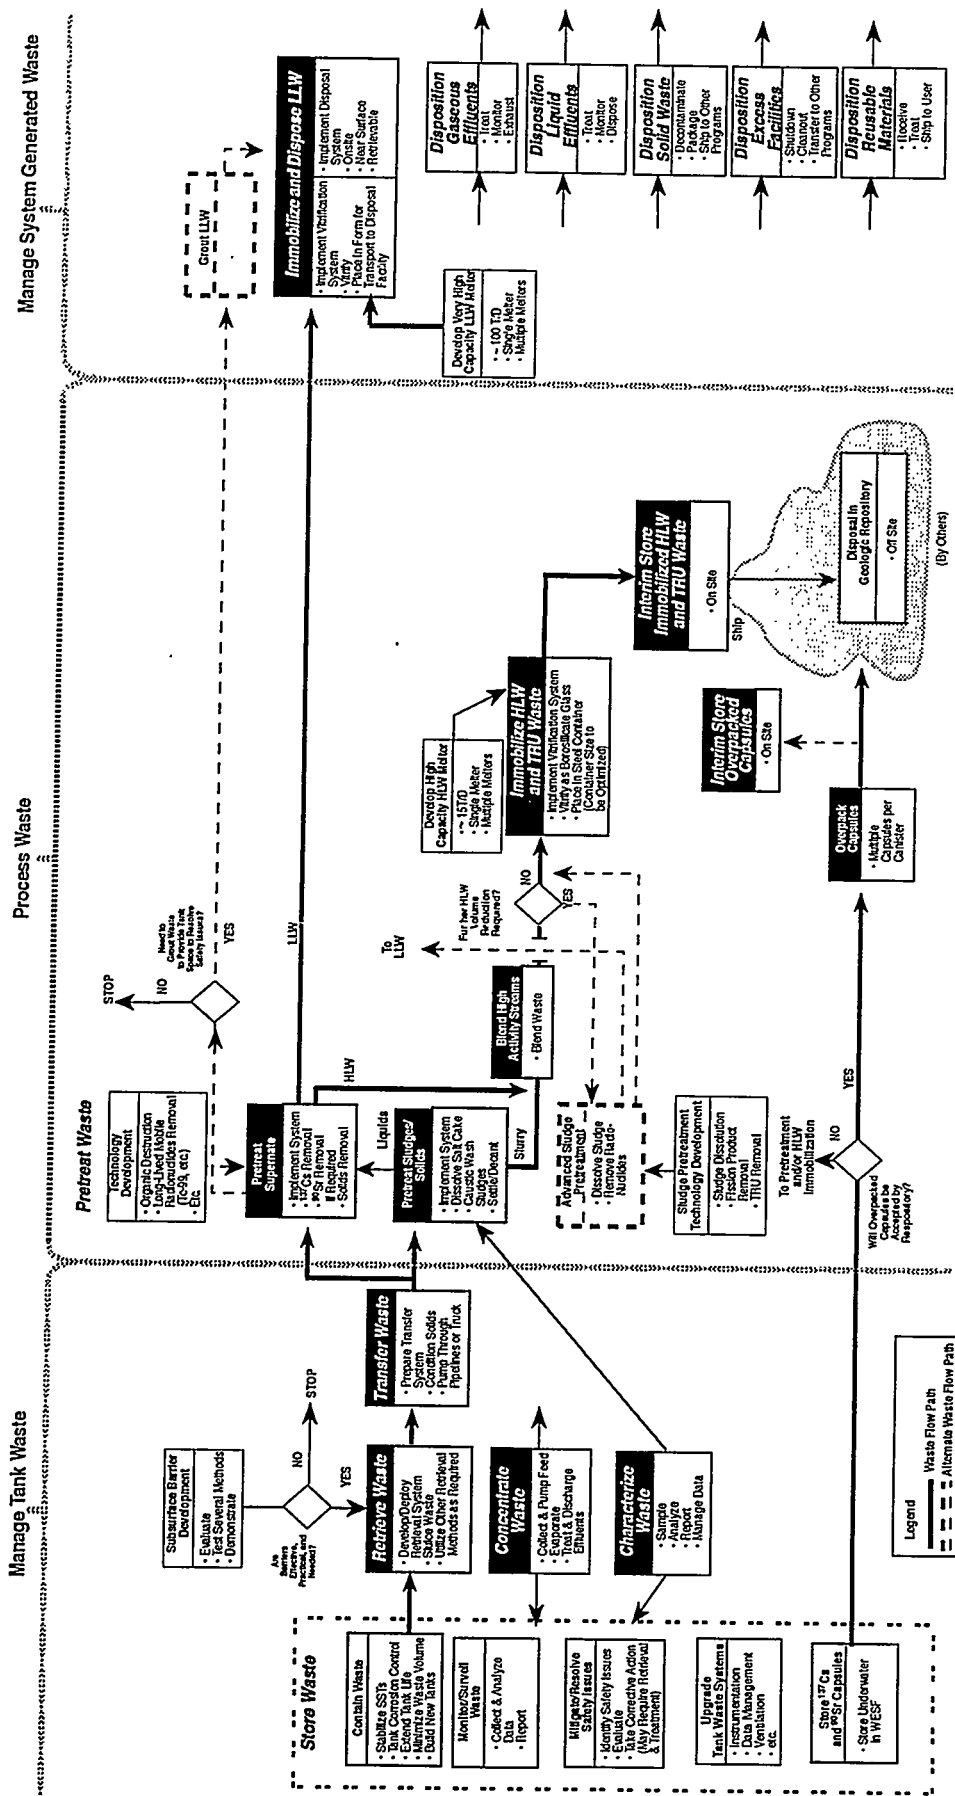 Manage Tank Waste
Process Waste
Manage System Generated Waste
Store Waste
Contain Waste
• Stabilize SSTs
• Tank Corrosion Control
• Extend Tank Life
• Minimize Waste Volume
• Build New Tanks
Monitor/Surveil
Waste
• Collect & Analyze
Data
• Report
Mitigate/Resolve
Safety Issues
• Identify Safety Issues
• Evaluate
• Take Corrective Action
(May Require Retrieval
& Treatment)
Upgrade
Tank Waste Systems
• Instrumentation
• Data Management
• Ventilation
• etc.
Store ¹³⁷Cs
and ⁹⁰Sr Capsules
• Store Underwater
in WESF
Subsurface Barrier
Development
• Evaluate
• Test Several Methods
• Demonstrate
Are
Barriers
Effective,
Practical, and
Needed?
NO
STOP
YES
Retrieve Waste
• Develop/Deploy
Retrieval System
• Sluice Waste
• Utilize Other Retrieval
Methods as Required
Concentrate
Waste
• Collect & Pump Feed
• Evaporate
• Treat & Discharge
Effluents
Characterize
Waste
• Sample
• Analyze
• Report
• Manage Data
Transfer Waste
• Prepare Transfer
System
• Condition Solids
• Pump Through
Pipelines or Truck
Legend
Waste Flow Path
Alternate Waste Flow Path
Pretreat Waste
Technology
Development
• Organic Destruction
• Long-Lived Mobile
Radionuclides Removal
(Tc-99, etc.)
• Etc.
Pretreat
Supernate
• Implement System
• ¹³⁷Cs Removal
• ⁹⁰Sr Removal
If Required
• Solids Removal
Liquids
Pretreat Sludges/
Solids
• Implement System
• Dissolve Salt Cake
• Caustic Wash
Sludges
• Settle/Decant
Slurry
HLW
LLW
STOP
NO
Need to
Grout Waste
to Provide Tank
Space to Resolve
Safety Issues?
YES
Advanced Sludge
Pretreatment
• Dissolve Sludge
• Remove Radio-
Nuclides
Sludge Pretreatment
Technology Development
• Sludge Dissolution
• Fission Product
Removal
• TRU Removal
To Pretreatment
and/or HLW
Immobilization
NO
Will Overpacked
Capsules be
Accepted by
Respository?
YES
Blend High
Activity Streams
• Blend Waste
To
LLW
Further HLW
Volume
Reduction
Required?
NO
YES
Develop High
Capacity HLW Meltor
• ~ 15T/D
• Single Melter
• Multiple Meltors
Immobilize HLW
and TRU Waste
• Implement Vitrification System
• Vitrify as Borosilicate Glass
• Place In Steel Container
(Container Size to
be Optimized)
Overpack
Capsules
• Multiple
Capsules per
Canister
Interim Store
Overpacked
Capsules
• On Site
Interim Store
Immobilized HLW
and TRU Waste
• On Site
Ship
Disposal In
Geologic Repository
• Off Site
(By Others)
Grout LLW
Immobilize and Dispose LLW
• Implement Vitrification
System
• Vitrify
• Place In Form for
Transport to Disposal
Facility
• Implement Disposal
System
• Onsite
• Near Surface
• Retrievable
Develop Very High
Capacity LLW Meltor
• ~ 100 T/D
• Single Melter
• Multiple Meltors
Disposition
Gaseous
Effluents
• Treat
• Monitor
• Exhaust
Disposition
Liquid
Effluents
• Treat
• Monitor
• Dispose
Disposition
Solid Waste
• Decontaminate
• Package
• Ship to Other
Programs
Disposition
Excess
Facilities
• Shutdown
• Cleanout
• Transfer to Other
Programs
Disposition
Reusable
Materials
• Receive
• Treat
• Ship to User